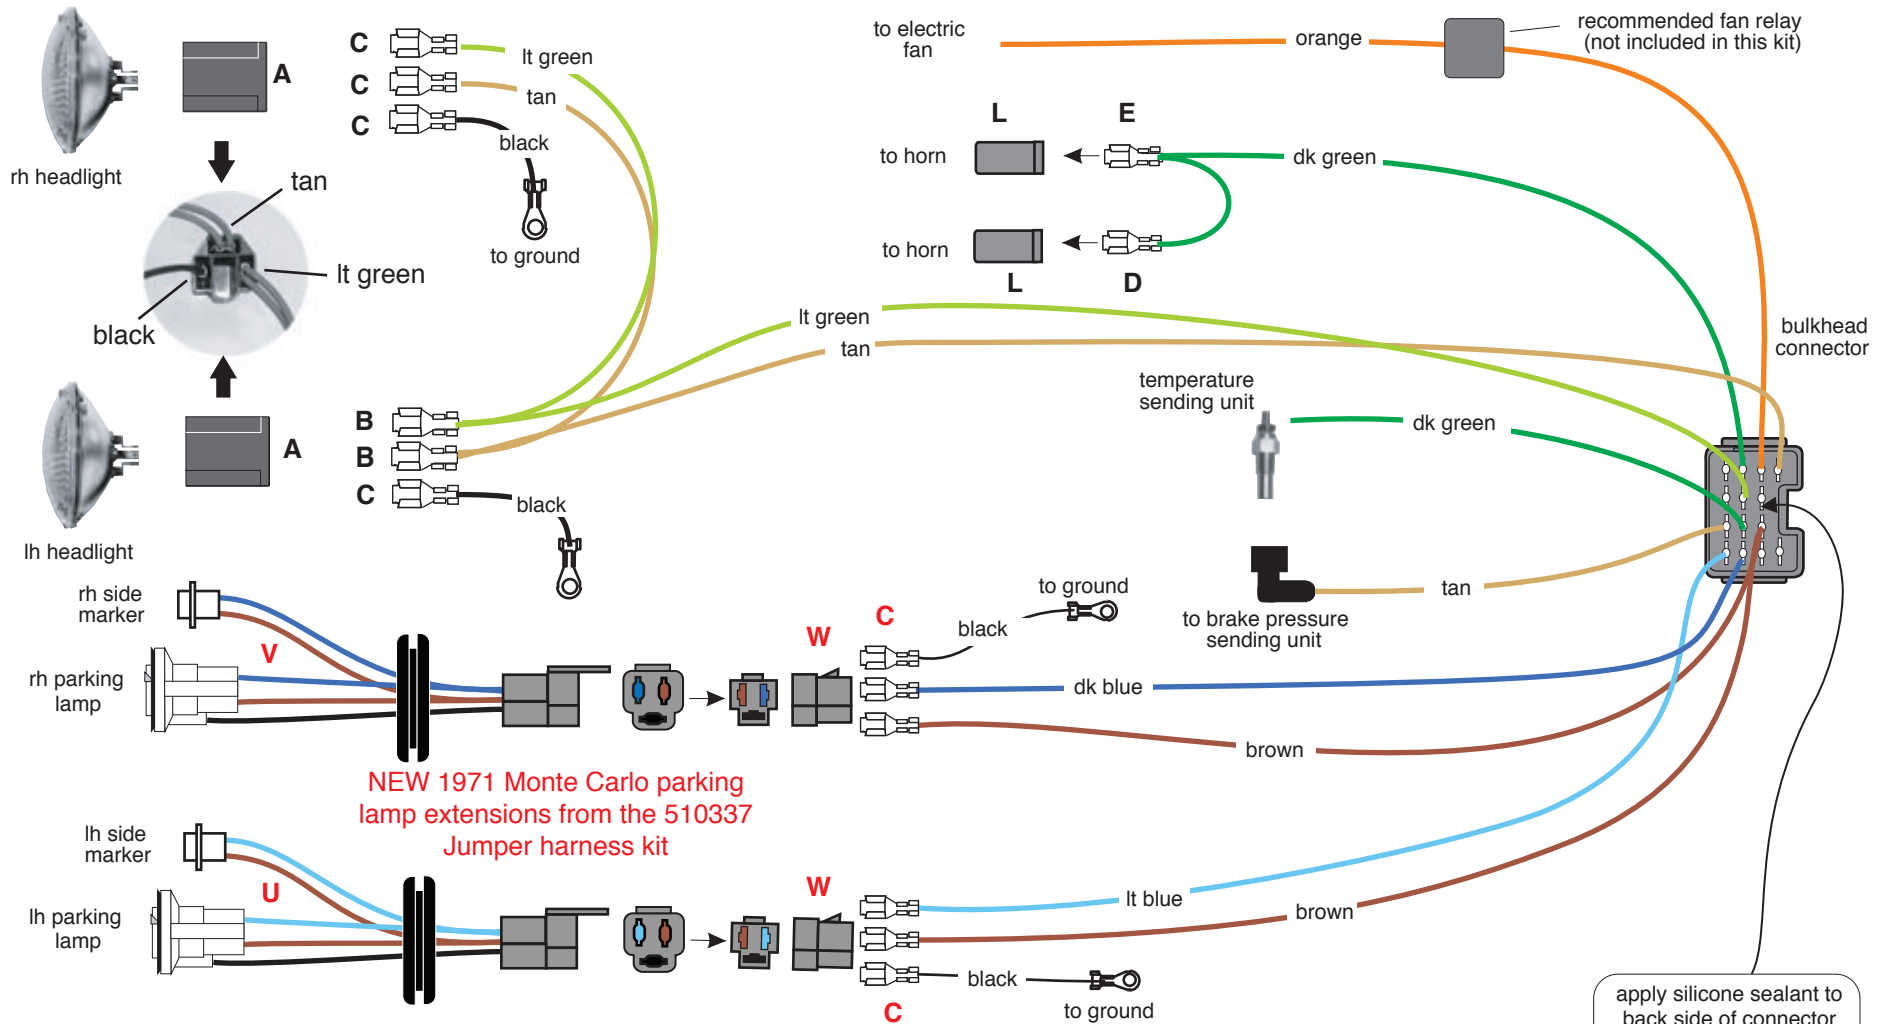 to electric
fan
orange
recommended fan relay
(not included in this kit)
C
lt green
A
C
tan
C
black
rh headlight
L
E
to horn
dk green
tan
to ground
to horn
L
D
lt green
black
lt green
tan
bulkhead
connector
temperature
sending unit
dk green
B
A
B
C
black
lh headlight
rh side
marker
to ground
tan
C
black
W
to brake pressure
sending unit
V
rh parking
lamp
dk blue
brown
NEW 1971 Monte Carlo parking
lamp extensions from the 510337
Jumper harness kit
lh side
marker
U
W
lt blue
brown
lh parking
lamp
black
C
to ground
apply silicone sealant to
back side of connector